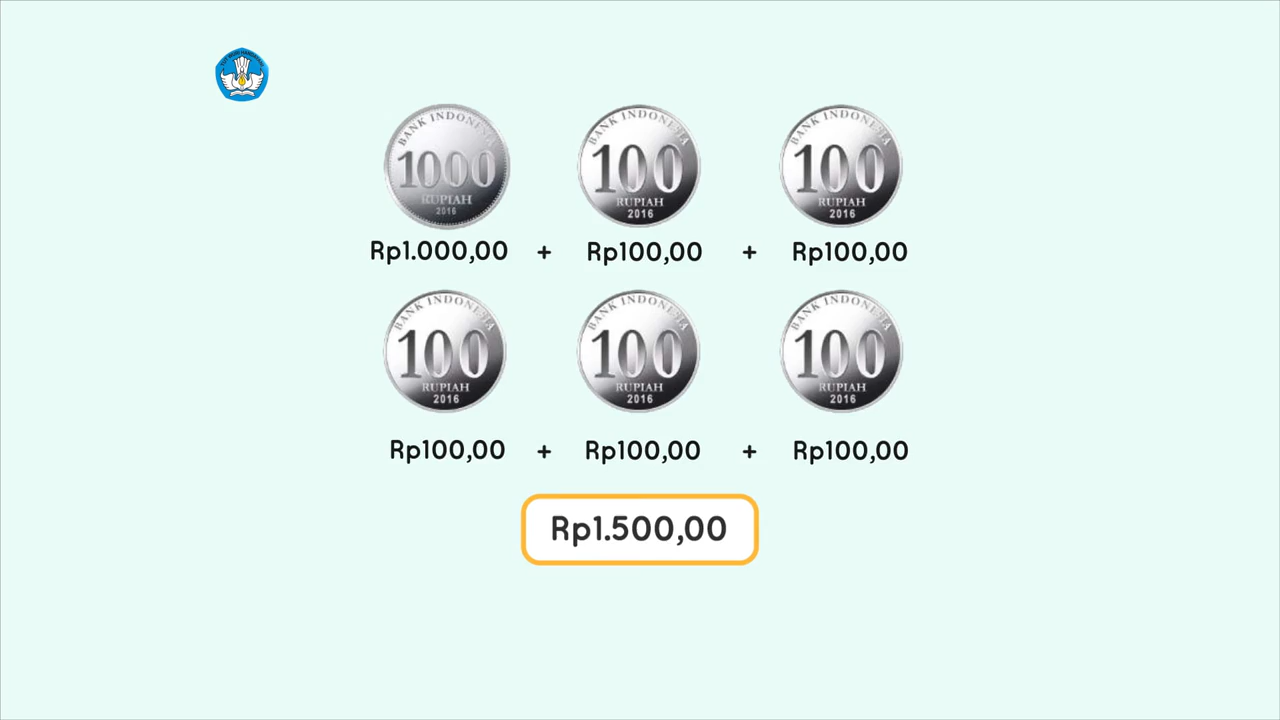 BANK INDONESIA BANK INDONESIA BANK INDONESIA
1000 100 100
RUPIAH RUPIAH RUPIAH
2016 2016 2016
Rp1.000,00 + Rp100,00 + Rp100,00
BANK INDONESIA BANK INDONESIA BANK INDONESIA
100 100 100
RUPIAH RUPIAH RUPIAH
2016 2016 2016
Rp100,00 + Rp100,00 + Rp100,00
Rp1.500,00